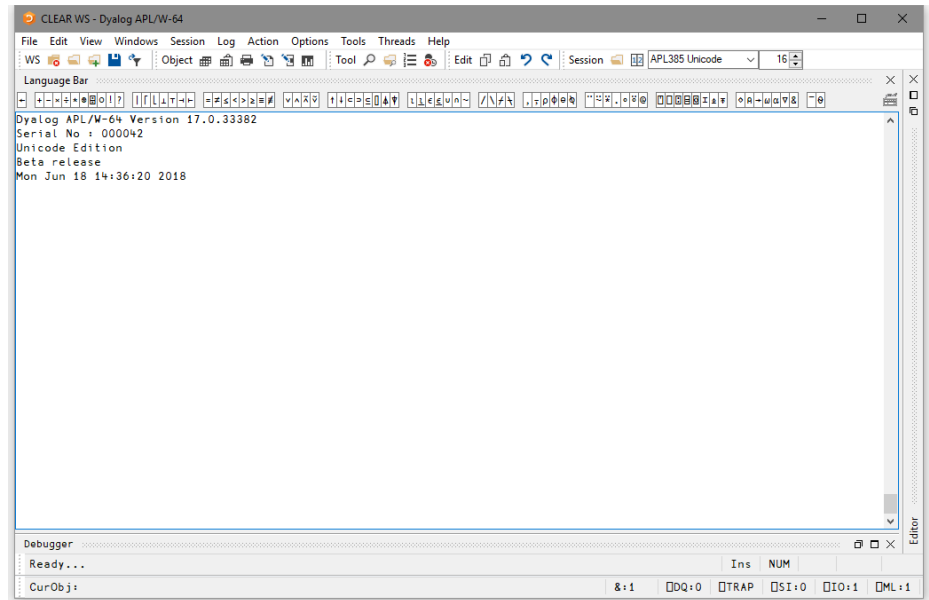 CLEAR WS - Dyalog APL/W-64
File Edit View Windows Session Log Action Options Tools Threads Help
WS Object Tool Edit Session APL385 Unicode 16
Language Bar
← + - × ÷ * ⍟ ⌹ ○ ! ? | ⌈ ⌊ ⊥ ⊤ ⊣ ⊢ = ≠ ≤ < > ≥ ≡ ≢ ∨ ∧ ⍲ ⍱ ↑ ↓ ⊂ ⊃ ⊆ ⌷ ⍋ ⍒ ⍳ ⍸ ∊ ⍷ ∪ ∩ ~ / \ ⌿ ⍀ , ⍪ ⍴ ⌽ ⊖ ⍉ ¨ ⍨ ⍣ . ∘ ⍤ @ ⍞ ⎕ ⍠ ⌸ ⌺ ⌶ ⍎ ⍕ ⋄ ⍝ → ⍵ ⍺ ∇ & ¯ ⍬
Dyalog APL/W-64 Version 17.0.33382
Serial No : 000042
Unicode Edition
Beta release
Mon Jun 18 14:36:20 2018
Editor
Debugger
Ready... Ins NUM
CurObj: &:1 ⎕DQ:0 ⎕TRAP ⎕SI:0 ⎕IO:1 ⎕ML:1